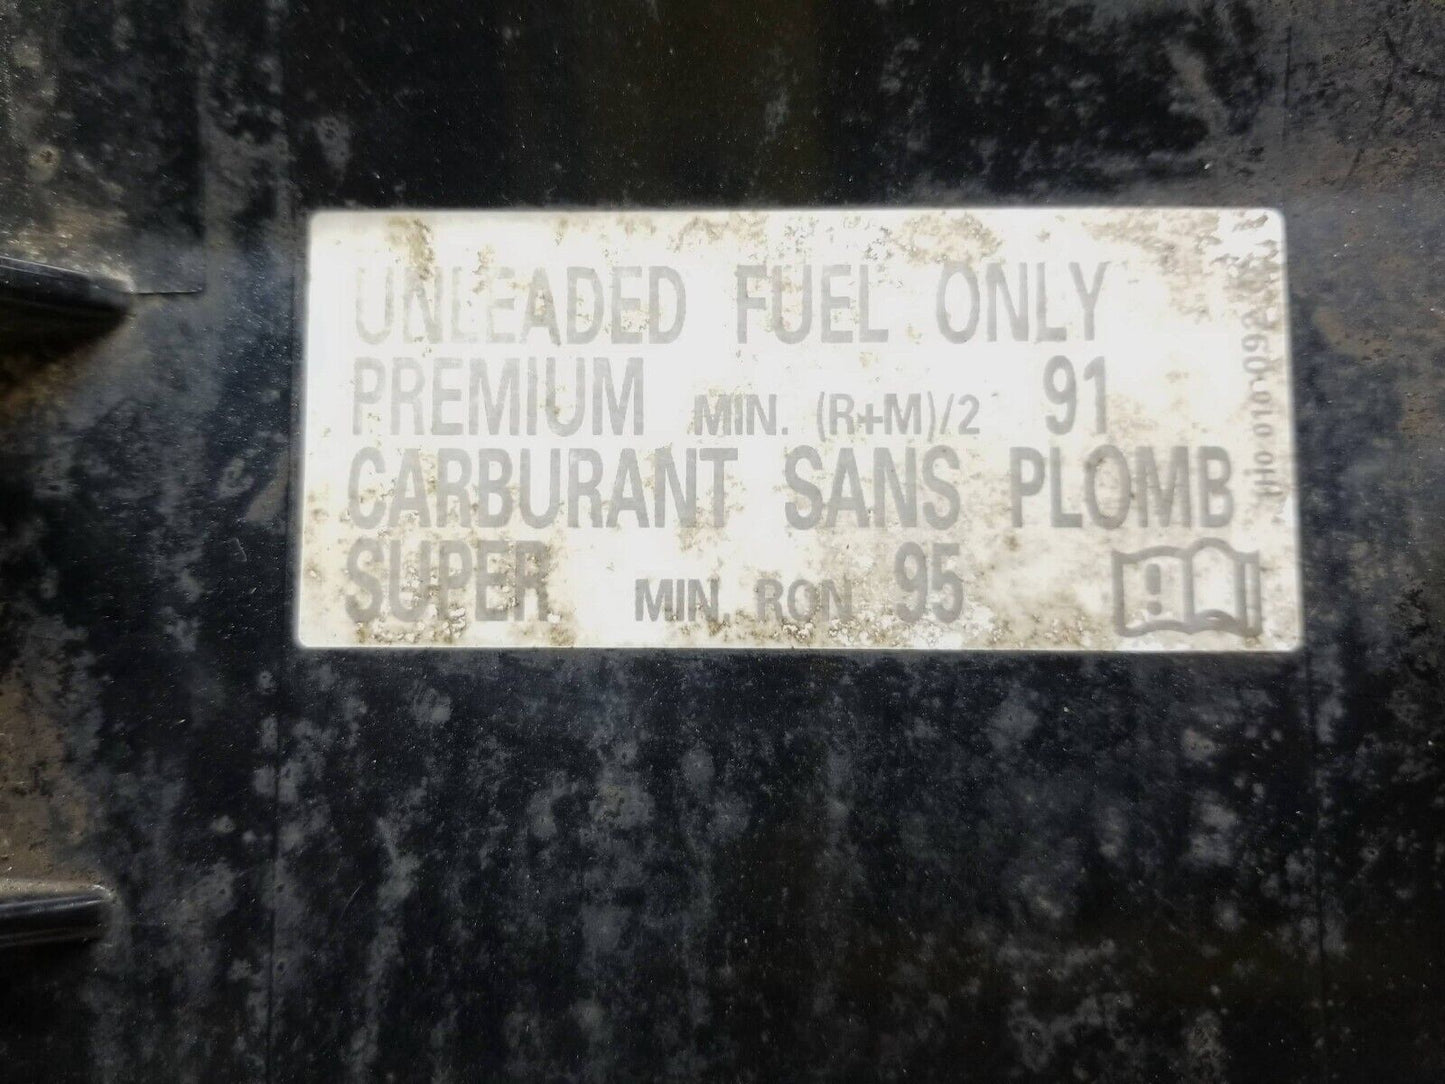 UNLEADED FUEL ONLY
PREMIUM MIN. (R+M)/2 91
CARBURANT SANS PLOMB
SUPER MIN. RON 95